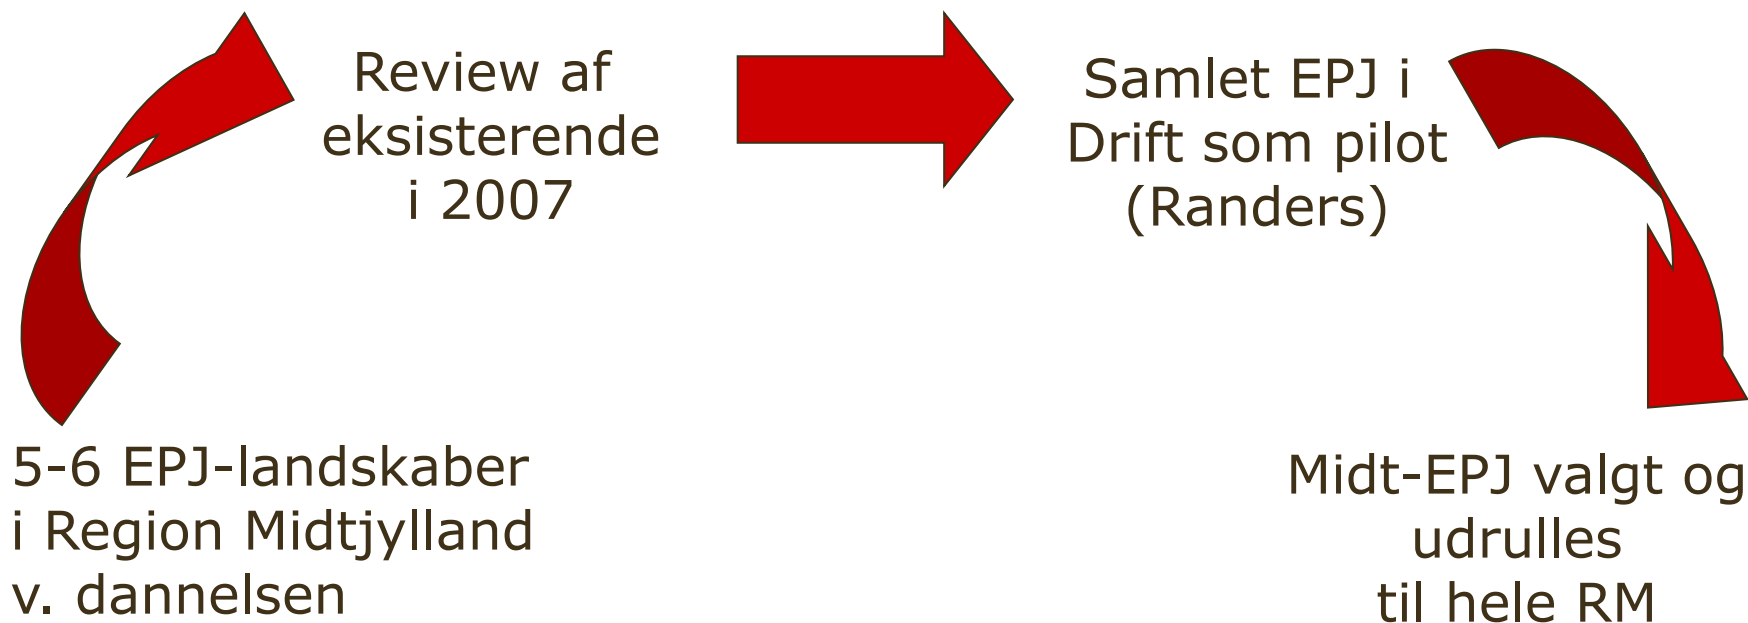 5-6 EPJ-landskaber
i Region Midtjylland
v. dannelsen
Review af
eksisterende
i 2007
Samlet EPJ i
Drift som pilot
(Randers)
Midt-EPJ valgt og
udrulles
til hele RM